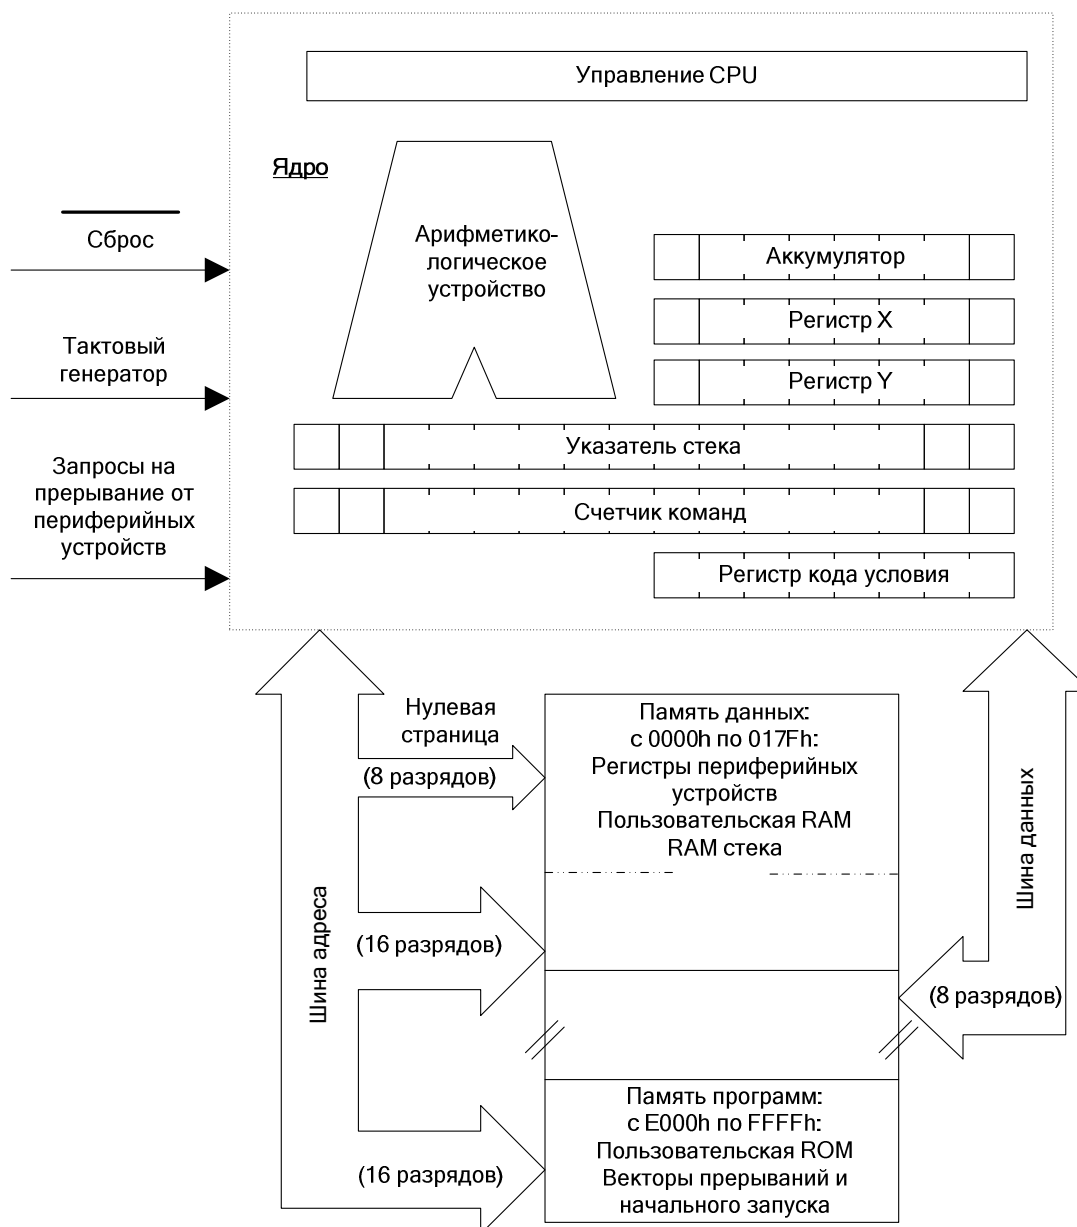 Управление CPU
Ядро
Сброс
Арифметико-
логическое
устройство
Аккумулятор
Регистр X
Тактовый
генератор
Регистр Y
Указатель стека
Запросы на
прерывание от
периферийных
устройств
Счетчик команд
Регистр кода условия
Нулевая
страница
(8 разрядов)
Память данных:
с 0000h по 017Fh:
Регистры периферийных
устройств
Пользовательская RAM
RAM стека
Шина данных
Шина адреса
(16 разрядов)
(8 разрядов)
Память программ:
с E000h по FFFFh:
Пользовательская ROM
Векторы прерываний и
начального запуска
(16 разрядов)